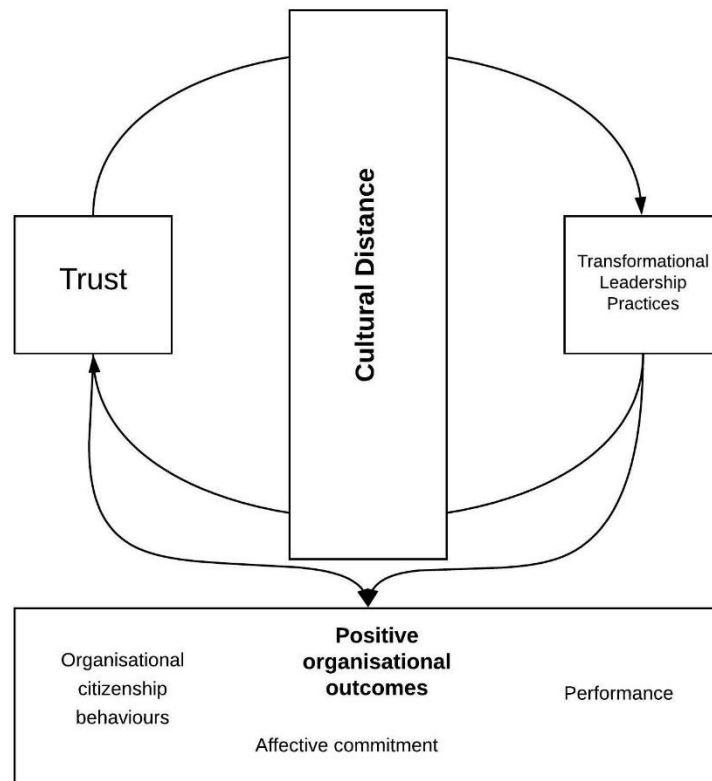 Cultural Distance
Trust
Transformational
Leadership
Practices
Positive
organisational
outcomes
Organisational
citizenship
behaviours
Performance
Affective commitment